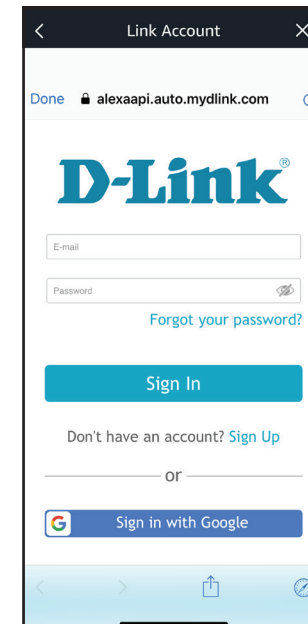 Link Account
Done alexaapi.auto.mydlink.com
D-Link®
E-mail
Password
Forgot your password?
Sign In
Don't have an account? Sign Up
or
G Sign in with Google